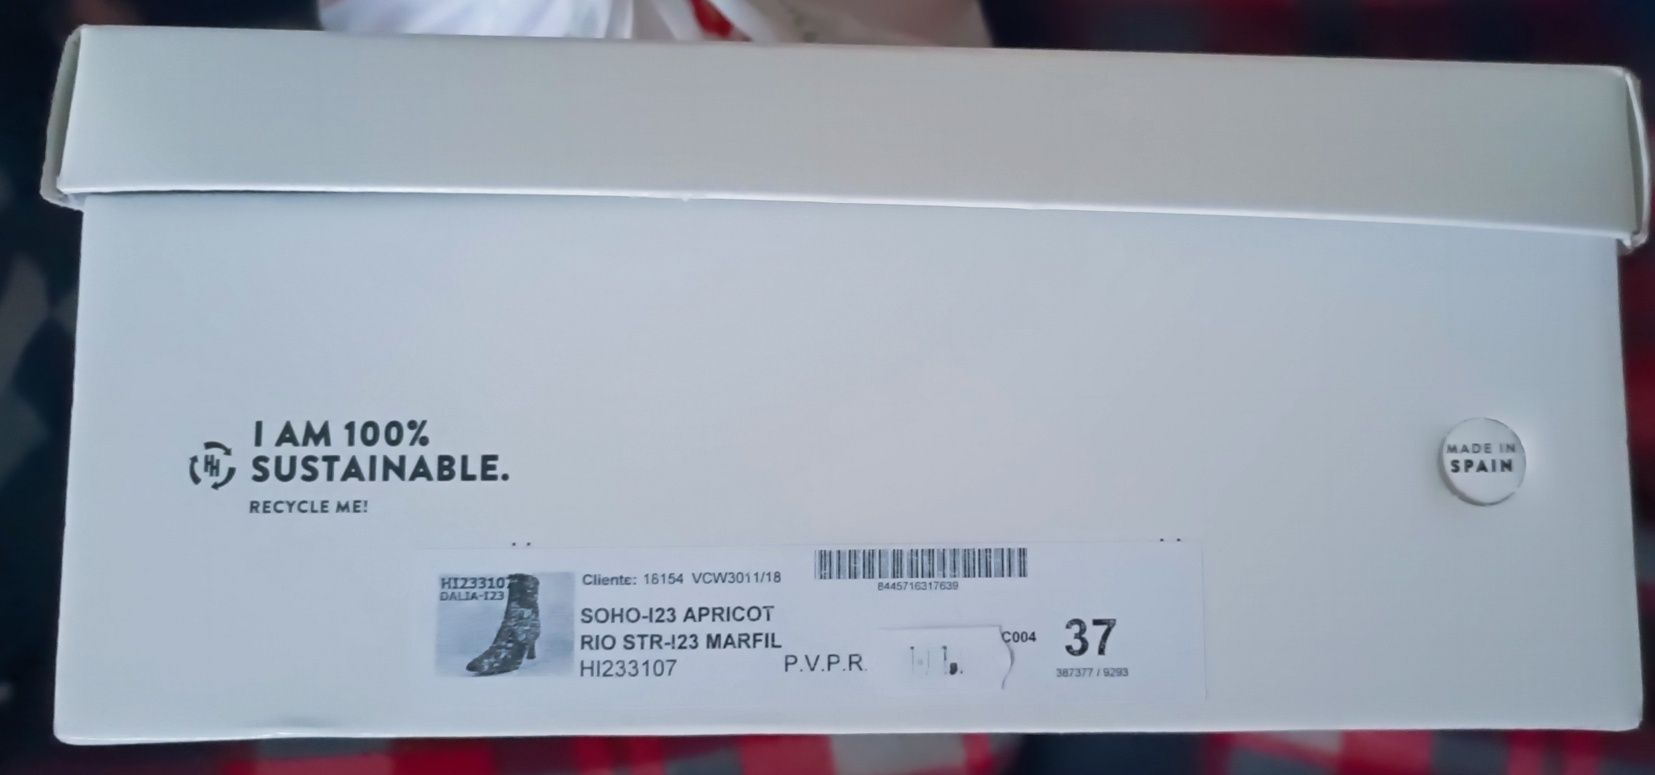 I AM 100%
SUSTAINABLE.
RECYCLE ME!
MADE IN
SPAIN
HI233107
DALIA-I23
Cliente: 16154 VCW3011/18
8445716317639
SOHO-I23 APRICOT
RIO STR-I23 MARFIL
HI233107
P.V.P.R.
C004
37
387377 / 9293